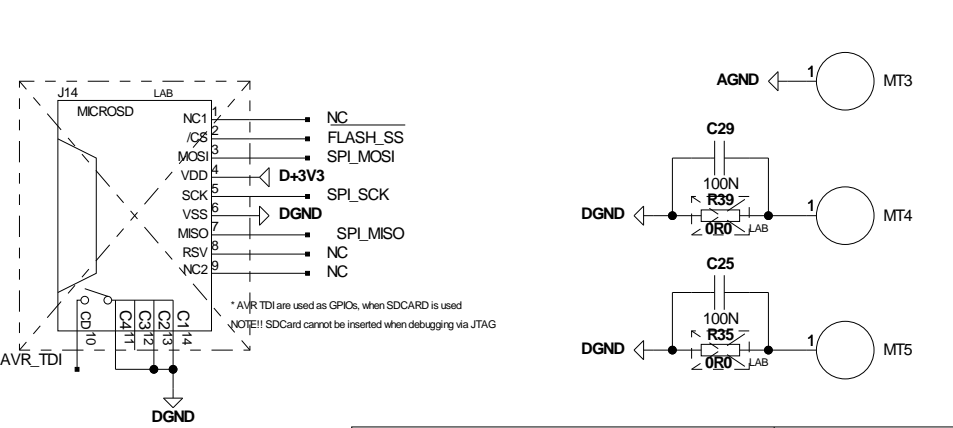 J14
LAB
MICROSD
NC1 1 NC
/CS 2 FLASH_SS
MOSI 3 SPI_MOSI
VDD 4 D+3V3
SCK 5 SPI_SCK
VSS 6 DGND
MISO 7 SPI_MISO
RSV 8 NC
NC2 9 NC
CD 10
C4 11
C3 12
C2 13
C1 14
AVR_TDI
DGND
* AVR TDI are used as GPIOs, when SDCARD is used
NOTE!! SDCard cannot be inserted when debugging via JTAG
AGND 1 MT3
C29
100N
R39
DGND 1 MT4
0R0 LAB
C25
100N
R35
DGND 1 MT5
0R0 LAB